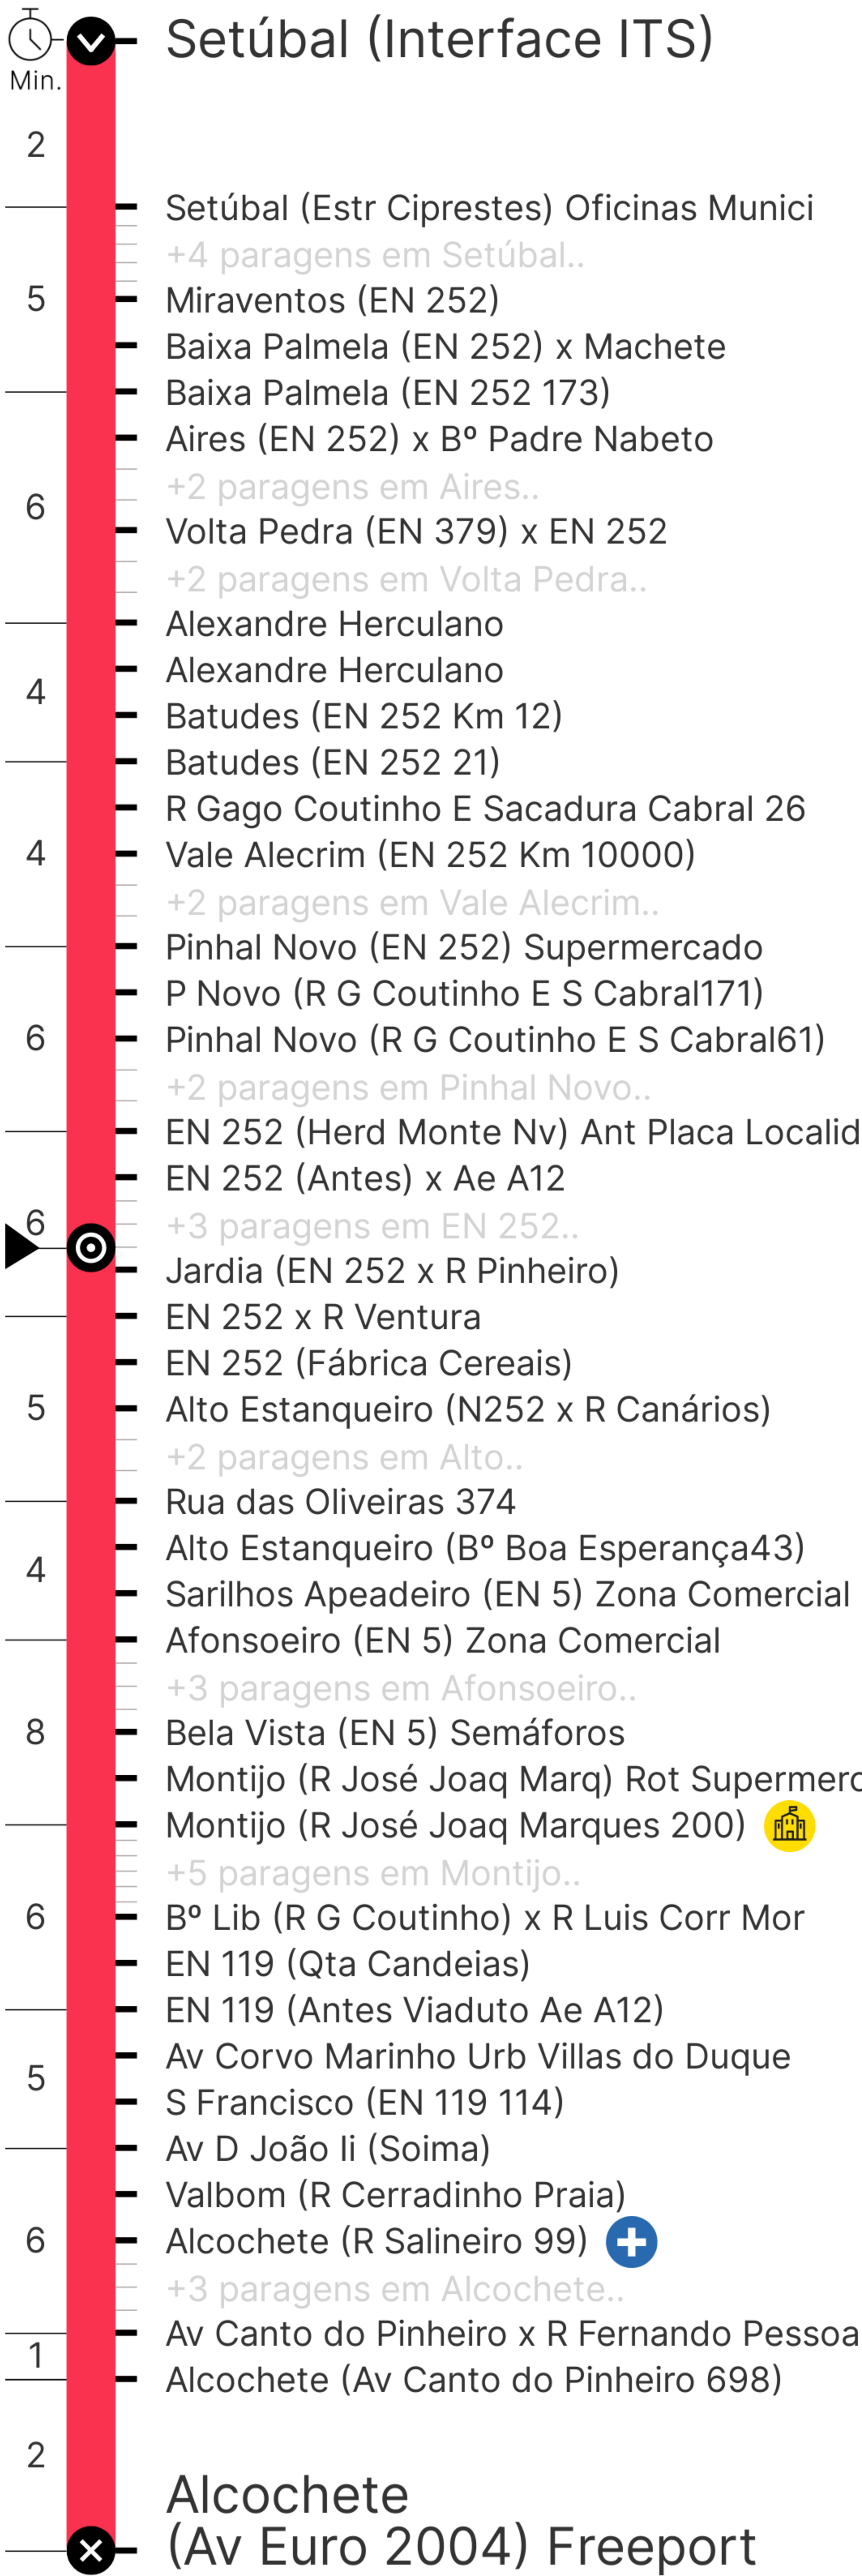 Setúbal (Interface ITS)
Min.
2
Setúbal (Estr Ciprestes) Oficinas Munici
+4 paragens em Setúbal..
5
Miraventos (EN 252)
Baixa Palmela (EN 252) x Machete
Baixa Palmela (EN 252 173)
Aires (EN 252) x Bº Padre Nabeto
+2 paragens em Aires..
6
Volta Pedra (EN 379) x EN 252
+2 paragens em Volta Pedra..
Alexandre Herculano
Alexandre Herculano
4
Batudes (EN 252 Km 12)
Batudes (EN 252 21)
R Gago Coutinho E Sacadura Cabral 26
4
Vale Alecrim (EN 252 Km 10000)
+2 paragens em Vale Alecrim..
Pinhal Novo (EN 252) Supermercado
P Novo (R G Coutinho E S Cabral171)
6
Pinhal Novo (R G Coutinho E S Cabral61)
+2 paragens em Pinhal Novo..
EN 252 (Herd Monte Nv) Ant Placa Localid
EN 252 (Antes) x Ae A12
6
+3 paragens em EN 252..
Jardia (EN 252 x R Pinheiro)
EN 252 x R Ventura
EN 252 (Fábrica Cereais)
5
Alto Estanqueiro (N252 x R Canários)
+2 paragens em Alto..
Rua das Oliveiras 374
Alto Estanqueiro (Bº Boa Esperança43)
4
Sarilhos Apeadeiro (EN 5) Zona Comercial
Afonsoeiro (EN 5) Zona Comercial
+3 paragens em Afonsoeiro..
8
Bela Vista (EN 5) Semáforos
Montijo (R José Joaq Marq) Rot Supermerc
Montijo (R José Joaq Marques 200)
+5 paragens em Montijo..
6
Bº Lib (R G Coutinho) x R Luis Corr Mor
EN 119 (Qta Candeias)
EN 119 (Antes Viaduto Ae A12)
Av Corvo Marinho Urb Villas do Duque
5
S Francisco (EN 119 114)
Av D João Ii (Soima)
Valbom (R Cerradinho Praia)
6
Alcochete (R Salineiro 99)
+3 paragens em Alcochete..
Av Canto do Pinheiro x R Fernando Pessoa
1
Alcochete (Av Canto do Pinheiro 698)
2
Alcochete
(Av Euro 2004) Freeport